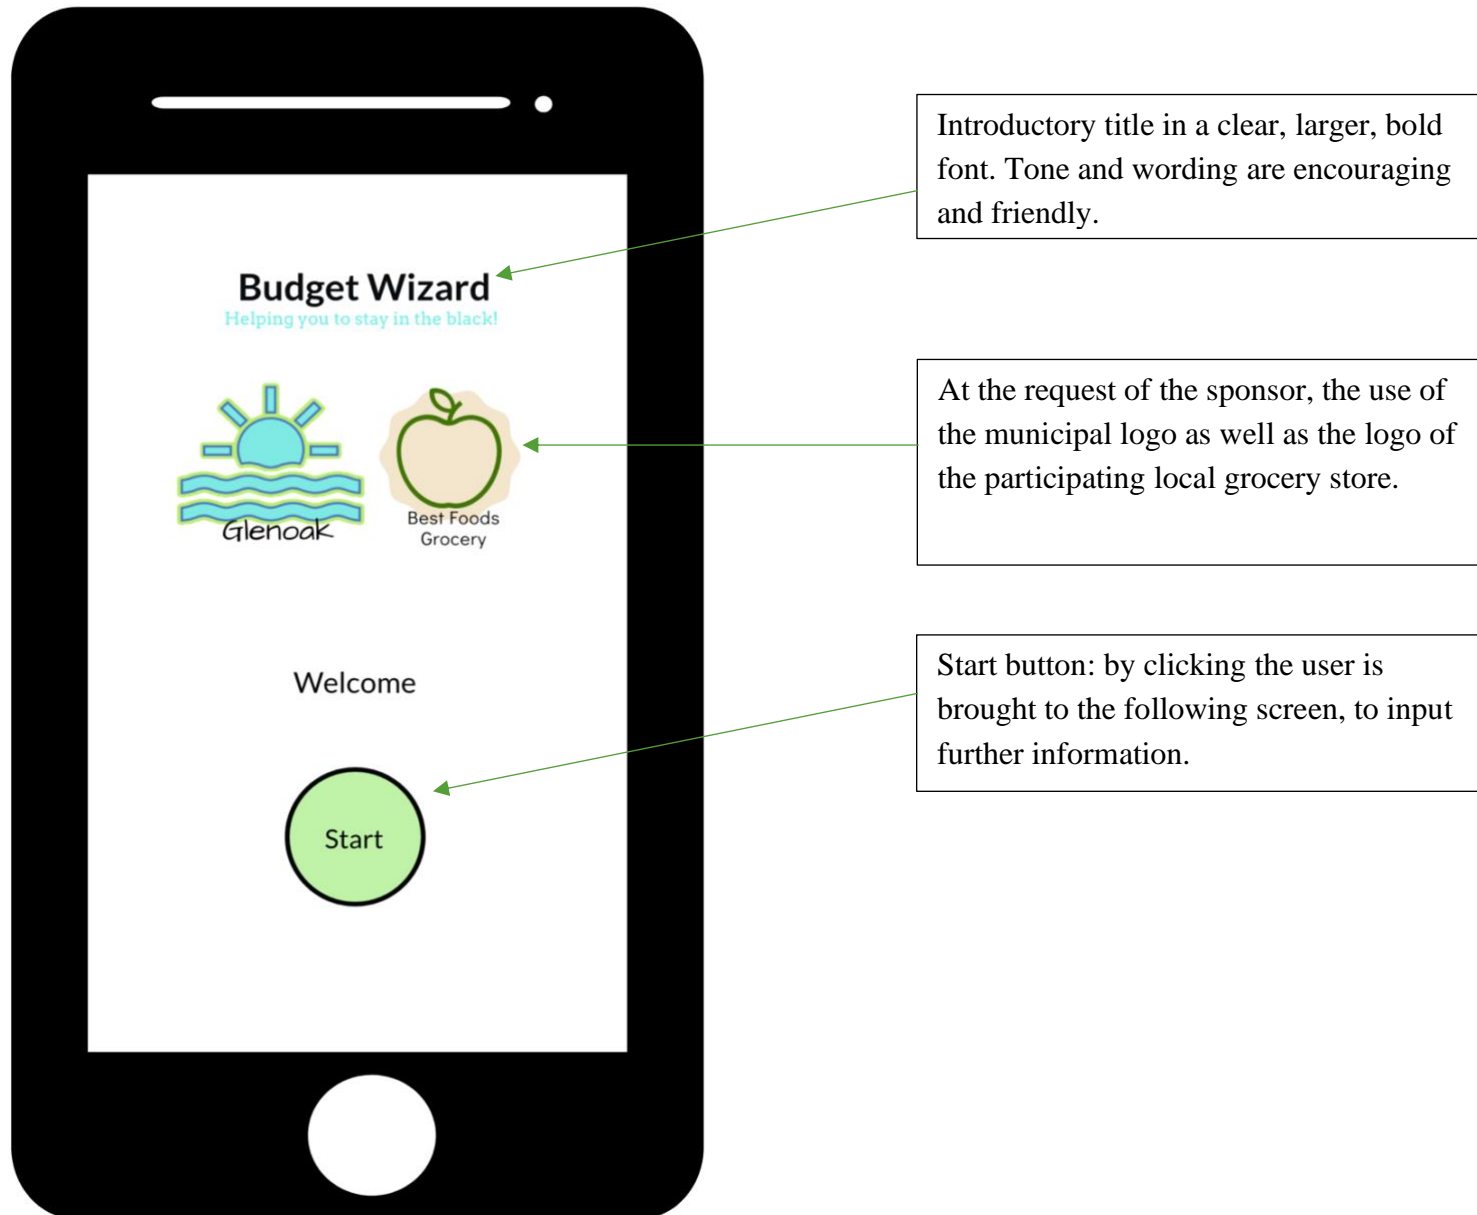 Introductory title in a clear, larger, bold
font. Tone and wording are encouraging
and friendly.
Budget Wizard
Helping you to stay in the black!
At the request of the sponsor, the use of
the municipal logo as well as the logo of
the participating local grocery store.
Glenoak
Best Foods
Grocery
Start button: by clicking the user is
brought to the following screen, to input
further information.
Welcome
Start